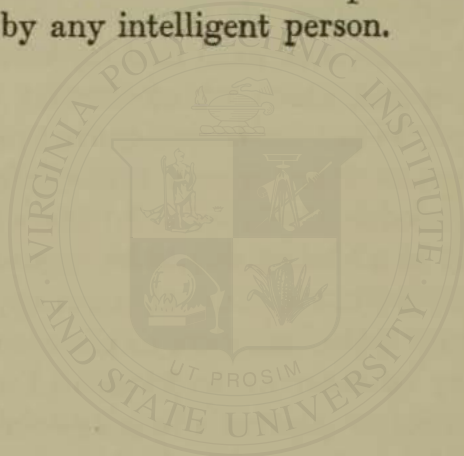 by any intelligent person.
VIRGINIA POLYTECHNIC INSTITUTE
AND STATE UNIVERSITY
UT PROSIM